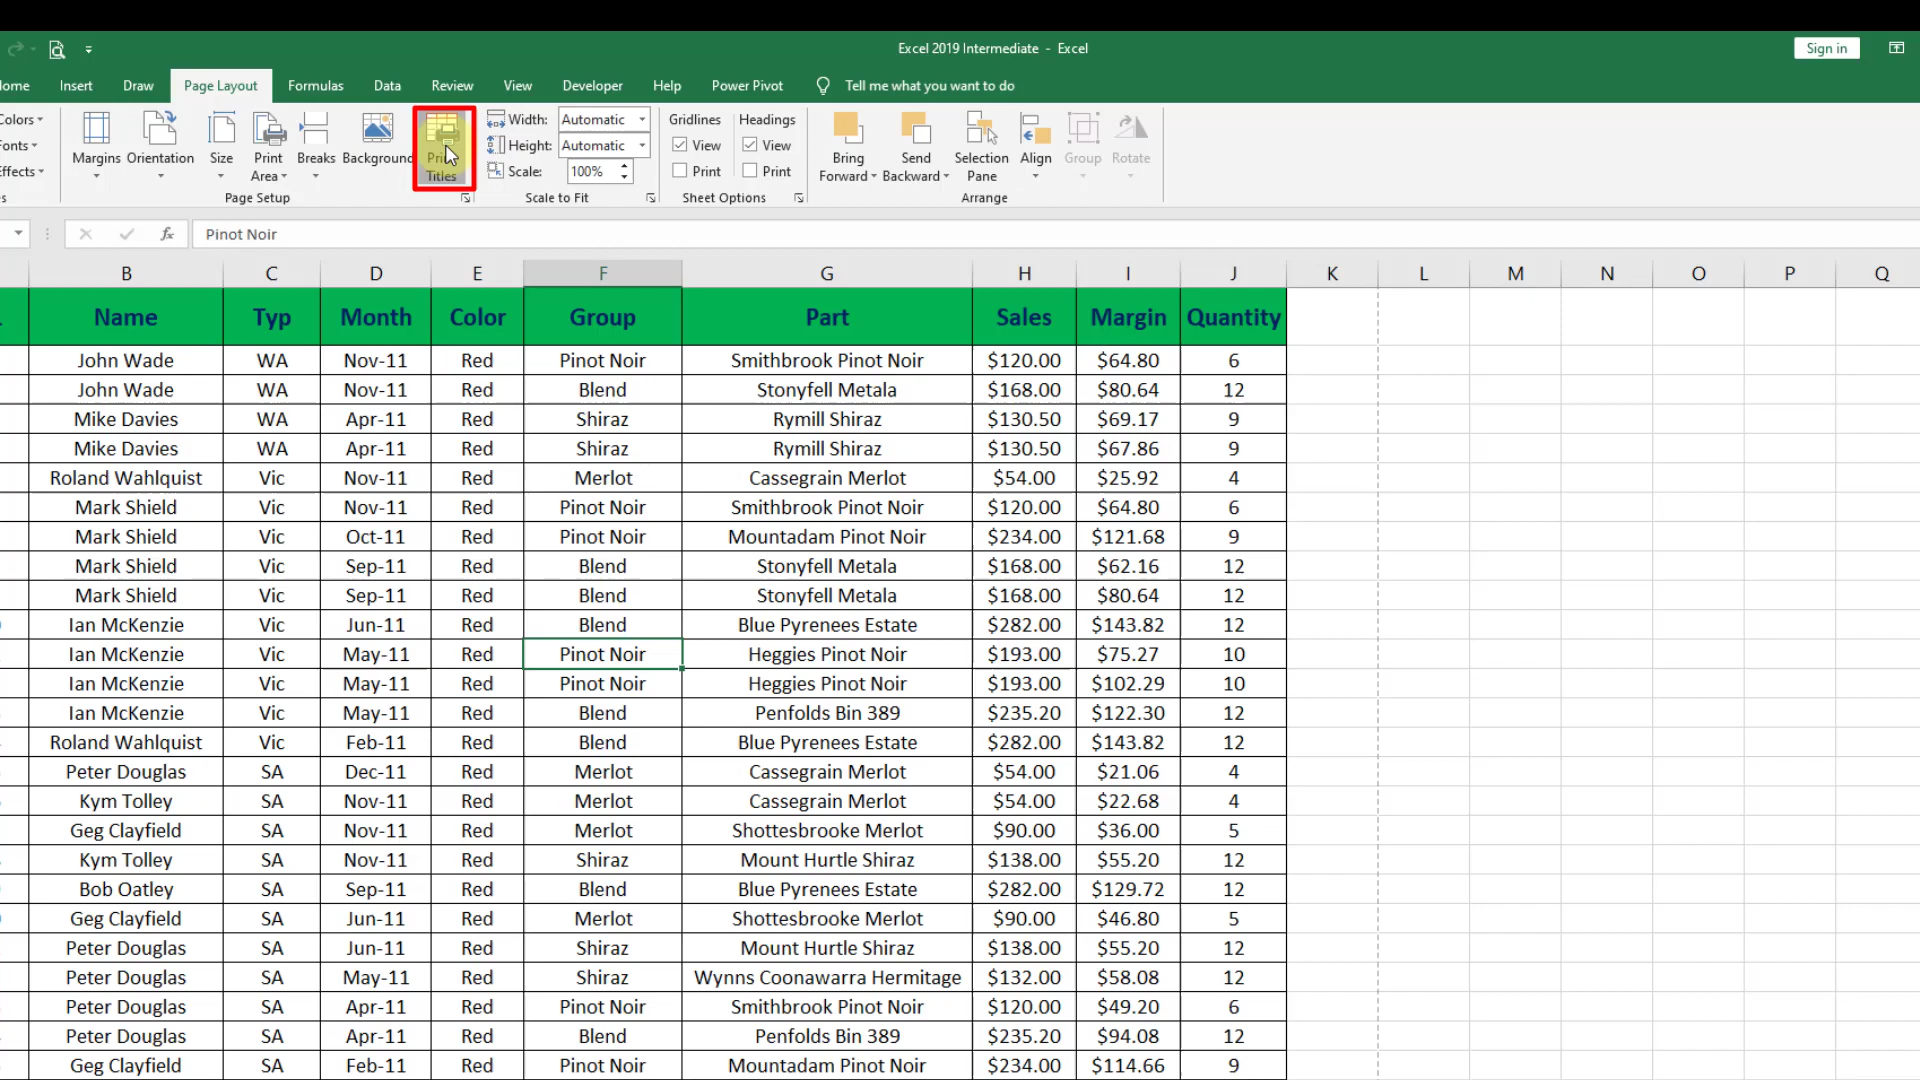 Excel 2019 Intermediate - Excel
Sign in
Insert Draw Page Layout Formulas Data Review View Developer Help Power Pivot Tell me what you want to do
Margins Orientation Size Print Area Breaks Background Titles
Width: Automatic
Height: Automatic
Scale: 100%
Gridlines Headings
View View
Print Print
Bring Forward Send Backward Selection Pane Align Group Rotate
Page Setup Scale to Fit Sheet Options Arrange
fx Pinot Noir
B C D E F G H I J K L M N O P Q
Name Typ Month Color Group Part Sales Margin Quantity
John Wade WA Nov-11 Red Pinot Noir Smithbrook Pinot Noir $120.00 $64.80 6
John Wade WA Nov-11 Red Blend Stonyfell Metala $168.00 $80.64 12
Mike Davies WA Apr-11 Red Shiraz Rymill Shiraz $130.50 $69.17 9
Mike Davies WA Apr-11 Red Shiraz Rymill Shiraz $130.50 $67.86 9
Roland Wahlquist Vic Nov-11 Red Merlot Cassegrain Merlot $54.00 $25.92 4
Mark Shield Vic Nov-11 Red Pinot Noir Smithbrook Pinot Noir $120.00 $64.80 6
Mark Shield Vic Oct-11 Red Pinot Noir Mountadam Pinot Noir $234.00 $121.68 9
Mark Shield Vic Sep-11 Red Blend Stonyfell Metala $168.00 $62.16 12
Mark Shield Vic Sep-11 Red Blend Stonyfell Metala $168.00 $80.64 12
Ian McKenzie Vic Jun-11 Red Blend Blue Pyrenees Estate $282.00 $143.82 12
Ian McKenzie Vic May-11 Red Pinot Noir Heggies Pinot Noir $193.00 $75.27 10
Ian McKenzie Vic May-11 Red Pinot Noir Heggies Pinot Noir $193.00 $102.29 10
Ian McKenzie Vic May-11 Red Blend Penfolds Bin 389 $235.20 $122.30 12
Roland Wahlquist Vic Feb-11 Red Blend Blue Pyrenees Estate $282.00 $143.82 12
Peter Douglas SA Dec-11 Red Merlot Cassegrain Merlot $54.00 $21.06 4
Kym Tolley SA Nov-11 Red Merlot Cassegrain Merlot $54.00 $22.68 4
Geg Clayfield SA Nov-11 Red Merlot Shottesbrooke Merlot $90.00 $36.00 5
Kym Tolley SA Nov-11 Red Shiraz Mount Hurtle Shiraz $138.00 $55.20 12
Bob Oatley SA Sep-11 Red Blend Blue Pyrenees Estate $282.00 $129.72 12
Geg Clayfield SA Jun-11 Red Merlot Shottesbrooke Merlot $90.00 $46.80 5
Peter Douglas SA Jun-11 Red Shiraz Mount Hurtle Shiraz $138.00 $55.20 12
Peter Douglas SA May-11 Red Shiraz Wynns Coonawarra Hermitage $132.00 $58.08 12
Peter Douglas SA Apr-11 Red Pinot Noir Smithbrook Pinot Noir $120.00 $49.20 6
Peter Douglas SA Apr-11 Red Blend Penfolds Bin 389 $235.20 $94.08 12
Geg Clayfield SA Feb-11 Red Pinot Noir Mountadam Pinot Noir $234.00 $114.66 9